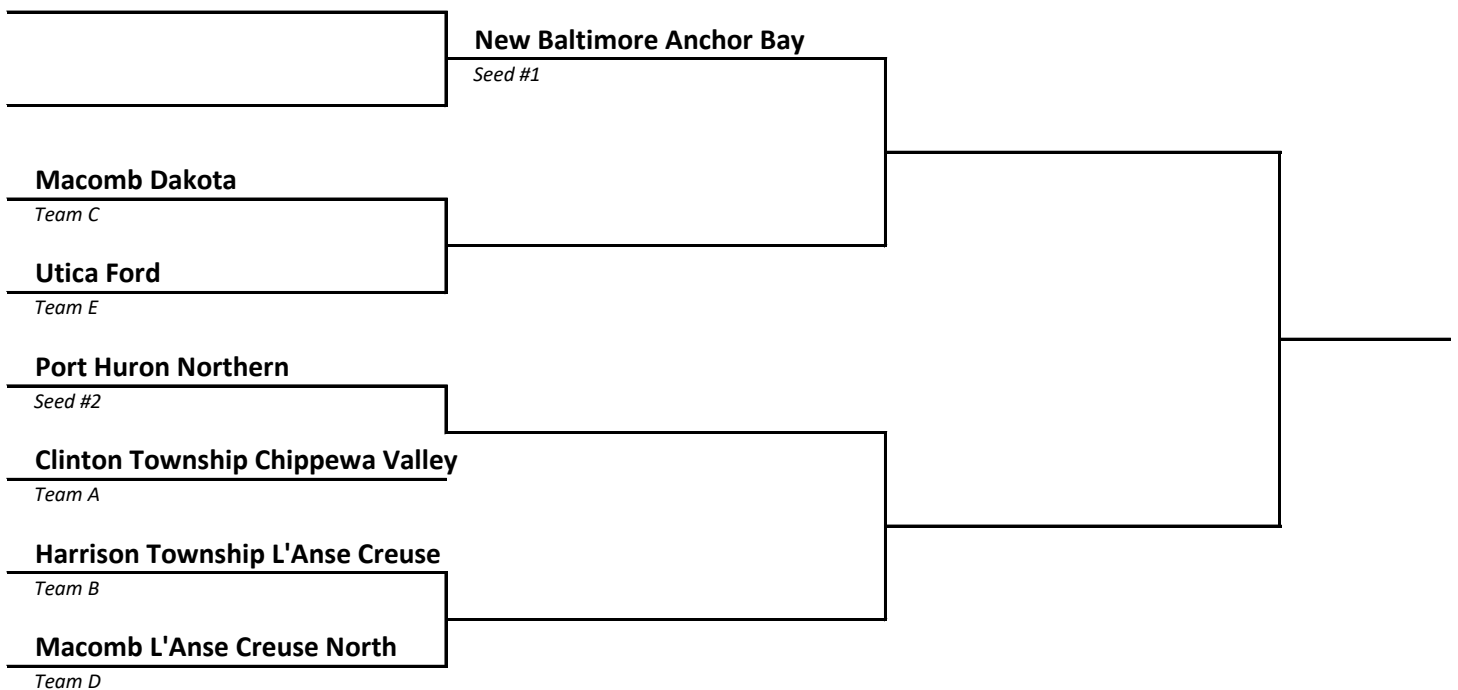 New Baltimore Anchor Bay
Seed #1
Macomb Dakota
Team C
Utica Ford
Team E
Port Huron Northern
Seed #2
Clinton Township Chippewa Valley
Team A
Harrison Township L'Anse Creuse
Team B
Macomb L'Anse Creuse North
Team D